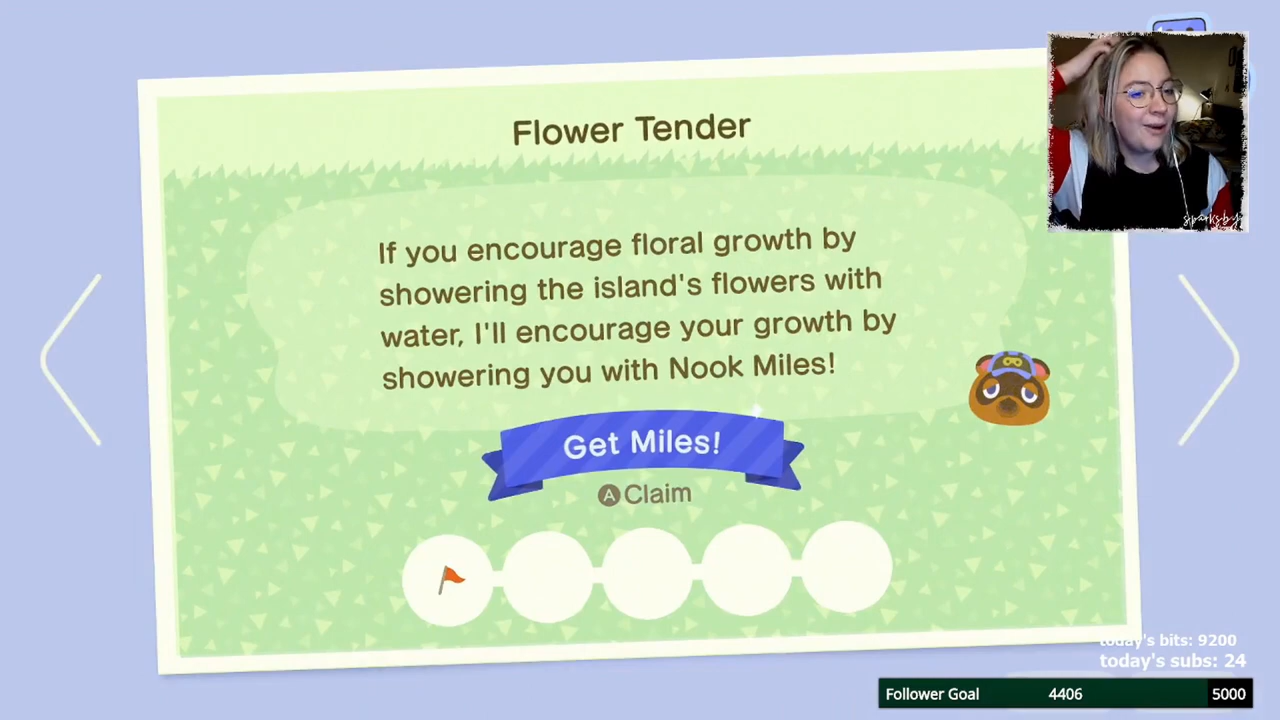 Flower Tender
If you encourage floral growth by
showering the island's flowers with
water, I'll encourage your growth by
showering you with Nook Miles!
Get Miles!
A Claim
sparksby
today's bits: 9200
today's subs: 24
Follower Goal 4406 5000